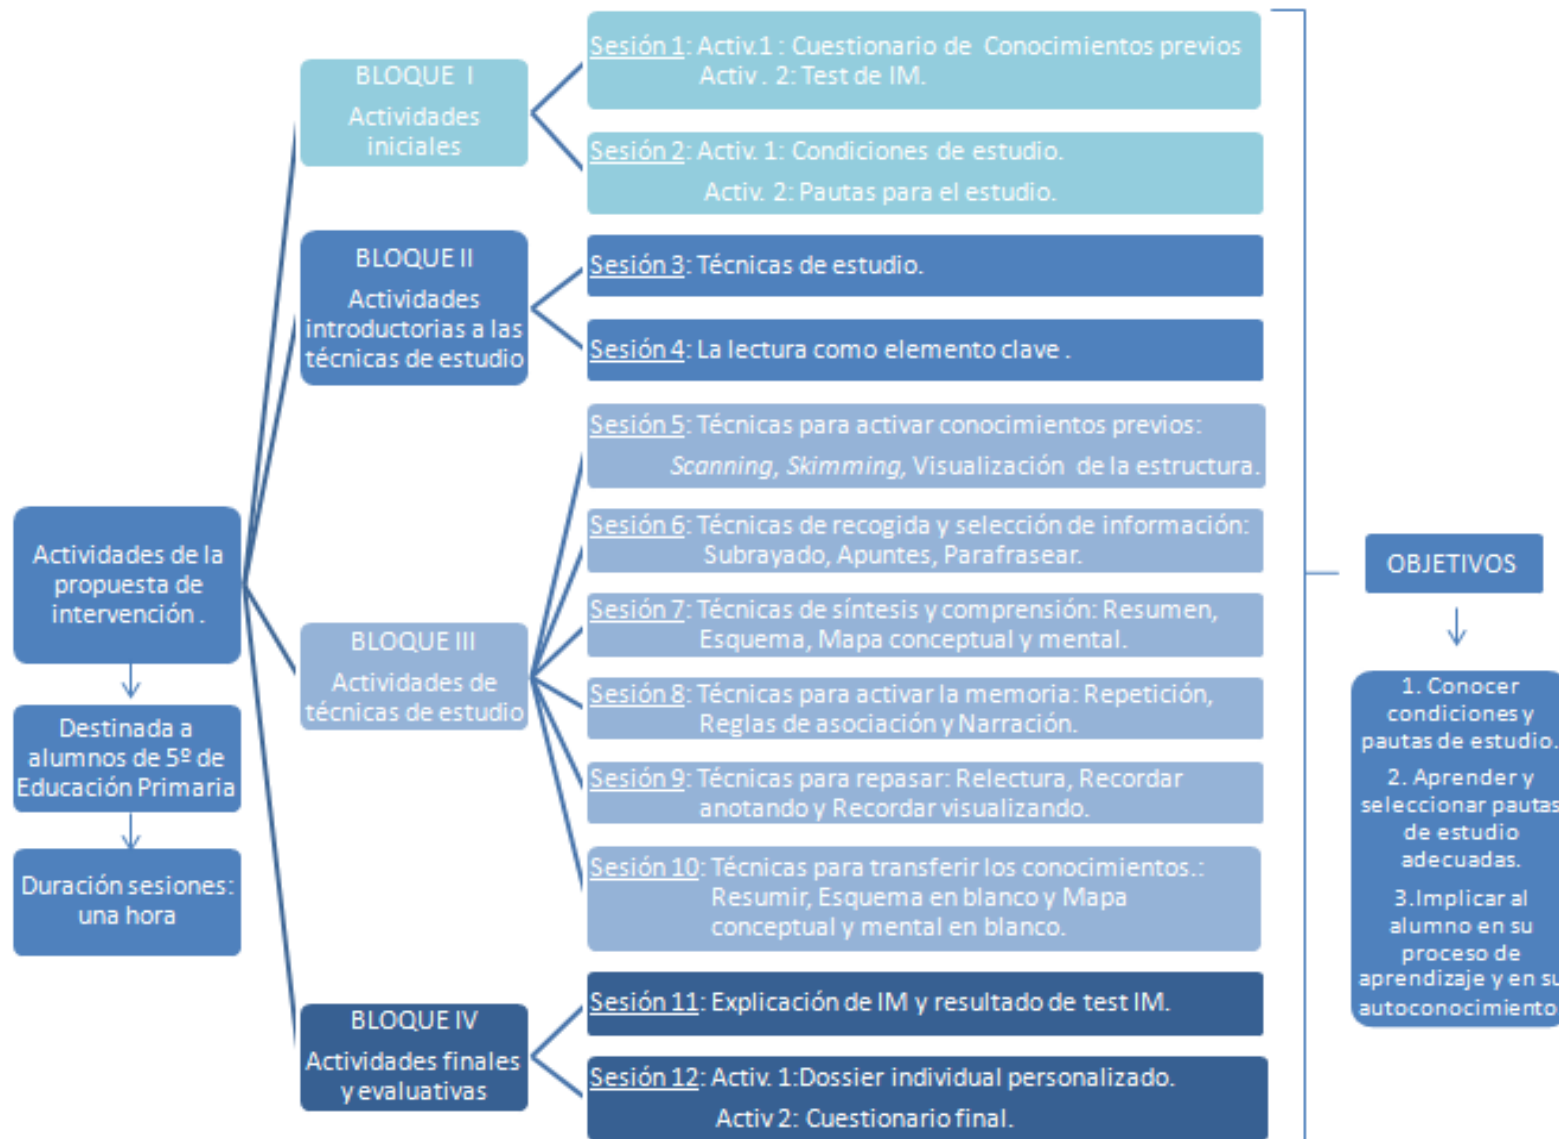 Actividades de la
propuesta de
intervención .
Destinada a
alumnos de 5º de
Educación Primaria
Duración sesiones:
una hora
BLOQUE I
Actividades
iniciales
Sesión 1: Activ.1 : Cuestionario de Conocimientos previos
Activ . 2: Test de IM.
Sesión 2: Activ. 1: Condiciones de estudio.
Activ. 2: Pautas para el estudio.
BLOQUE II
Actividades
introductorias a las
técnicas de estudio
Sesión 3: Técnicas de estudio.
Sesión 4: La lectura como elemento clave .
BLOQUE III
Actividades de
técnicas de estudio
Sesión 5: Técnicas para activar conocimientos previos:
Scanning, Skimming, Visualización de la estructura.
Sesión 6: Técnicas de recogida y selección de información:
Subrayado, Apuntes, Parafrasear.
Sesión 7: Técnicas de síntesis y comprensión: Resumen,
Esquema, Mapa conceptual y mental.
Sesión 8: Técnicas para activar la memoria: Repetición,
Reglas de asociación y Narración.
Sesión 9: Técnicas para repasar: Relectura, Recordar
anotando y Recordar visualizando.
Sesión 10: Técnicas para transferir los conocimientos.:
Resumir, Esquema en blanco y Mapa
conceptual y mental en blanco.
BLOQUE IV
Actividades finales
y evaluativas
Sesión 11: Explicación de IM y resultado de test IM.
Sesión 12: Activ. 1:Dossier individual personalizado.
Activ 2: Cuestionario final.
OBJETIVOS
1. Conocer
condiciones y
pautas de estudio.
2. Aprender y
seleccionar pautas
de estudio
adecuadas.
3.Implicar al
alumno en su
proceso de
aprendizaje y en su
autoconocimiento